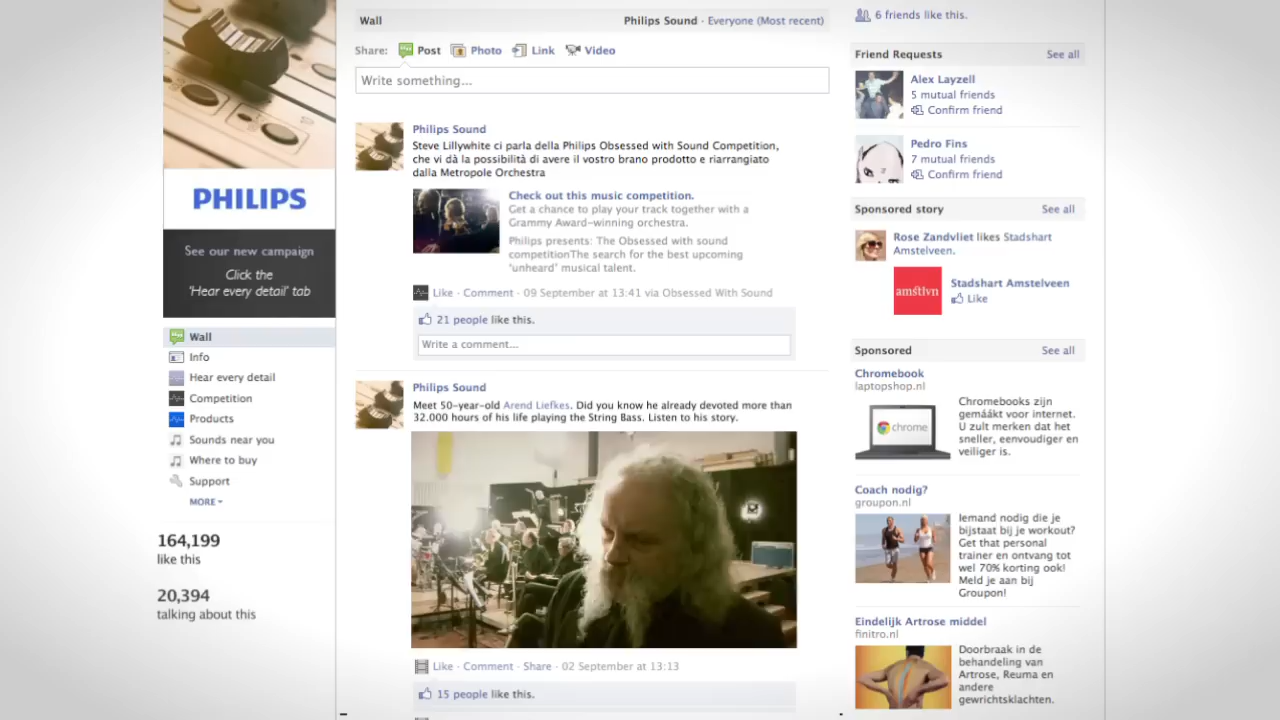 PHILIPS
See our new campaign
Click the
'Hear every detail' tab
Wall
Info
Hear every detail
Competition
Products
Sounds near you
Where to buy
Support
MORE
164,199
like this
20,394
talking about this
Wall
Philips Sound · Everyone (Most recent)
Share: Post Photo Link Video
Write something...
Philips Sound
Steve Lillywhite ci parla della Philips Obsessed with Sound Competition,
che vi dà la possibilità di avere il vostro brano prodotto e riarrangiato
dalla Metropole Orchestra
Check out this music competition.
Get a chance to play your track together with a
Grammy Award-winning orchestra.
Philips presents: The Obsessed with sound
competitionThe search for the best upcoming
'unheard' musical talent.
Like · Comment · 09 September at 13:41 via Obsessed With Sound
21 people like this.
Write a comment...
Philips Sound
Meet 50-year-old Arend Liefkes. Did you know he already devoted more than
32.000 hours of his life playing the String Bass. Listen to his story.
Like · Comment · Share · 02 September at 13:13
15 people like this.
6 friends like this.
Friend Requests See all
Alex Layzell
5 mutual friends
Confirm friend
Pedro Fins
7 mutual friends
Confirm friend
Sponsored story See all
Rose Zandvliet likes Stadshart
Amstelveen.
amstlvn
Stadshart Amstelveen
Like
Sponsored See all
Chromebook
laptopshop.nl
chrome
Chromebooks zijn
gemáákt voor internet.
U zult merken dat het
sneller, eenvoudiger en
veiliger is.
Coach nodig?
groupon.nl
Iemand nodig die je
bijstaat bij je workout?
Get that personal
trainer en ontvang tot
wel 70% korting ook!
Meld je aan bij
Groupon!
Eindelijk Artrose middel
finitro.nl
Doorbraak in de
behandeling van
Artrose, Reuma en
andere
gewrichtsklachten.